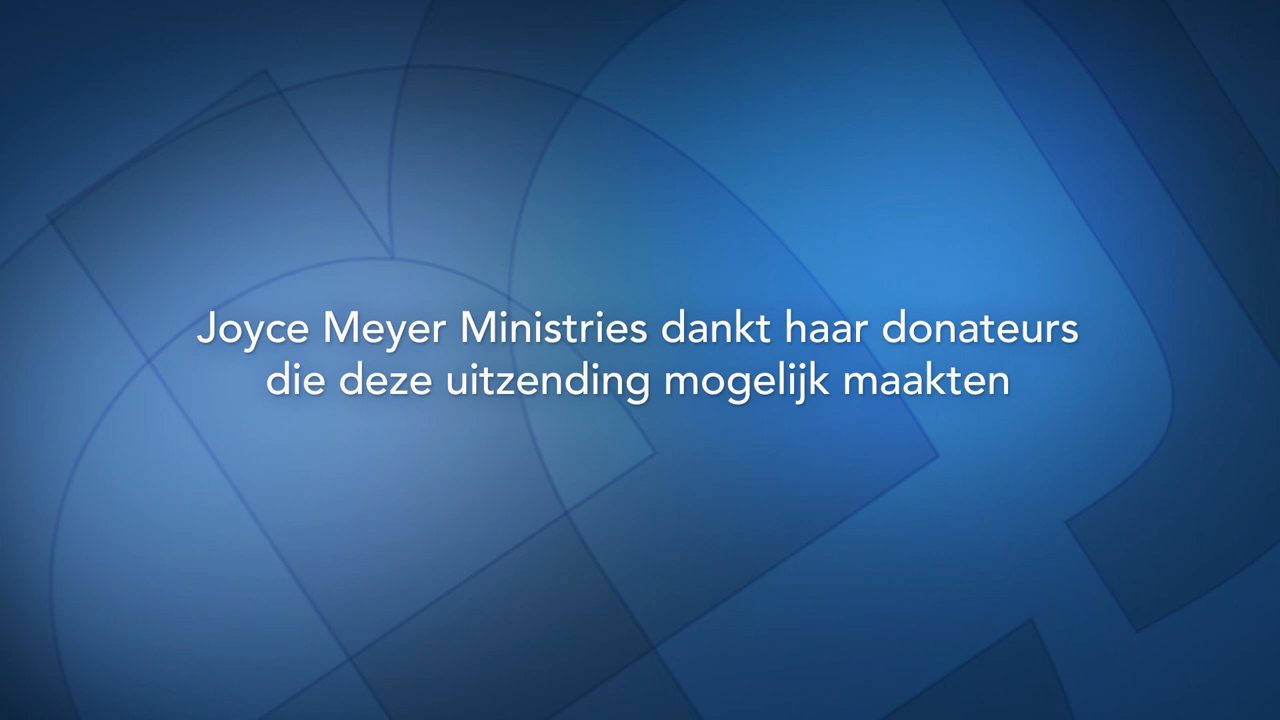 Joyce Meyer Ministries dankt haar donateurs
die deze uitzending mogelijk maakten